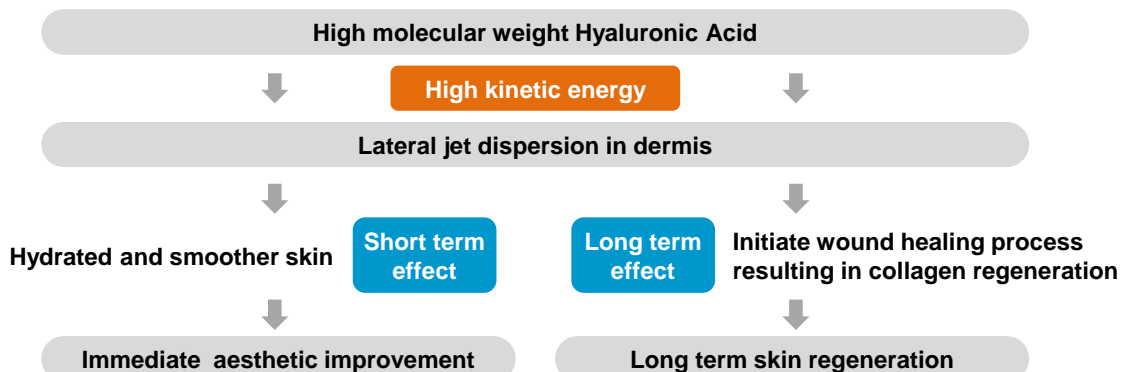 High molecular weight Hyaluronic Acid
High kinetic energy
Lateral jet dispersion in dermis
Hydrated and smoother skin
Short term
effect
Long term
effect
Initiate wound healing process
resulting in collagen regeneration
Immediate aesthetic improvement
Long term skin regeneration